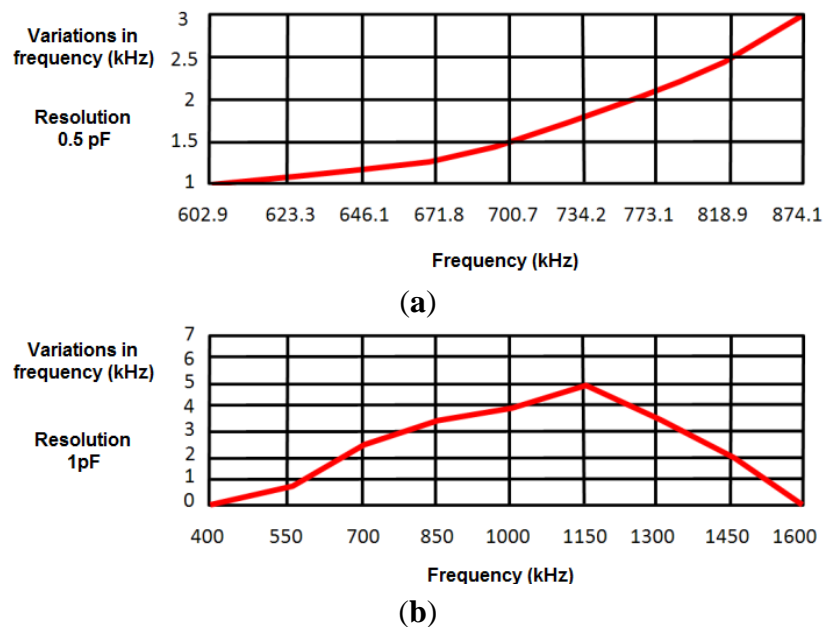 Variations in
frequency (kHz)
Resolution
0.5 pF
3
2.5
2
1.5
1
602.9 623.3 646.1 671.8 700.7 734.2 773.1 818.9 874.1
Frequency (kHz)
(a)
Variations in
frequency (kHz)
Resolution
1pF
7
6
5
4
3
2
1
0
400 550 700 850 1000 1150 1300 1450 1600
Frequency (kHz)
(b)